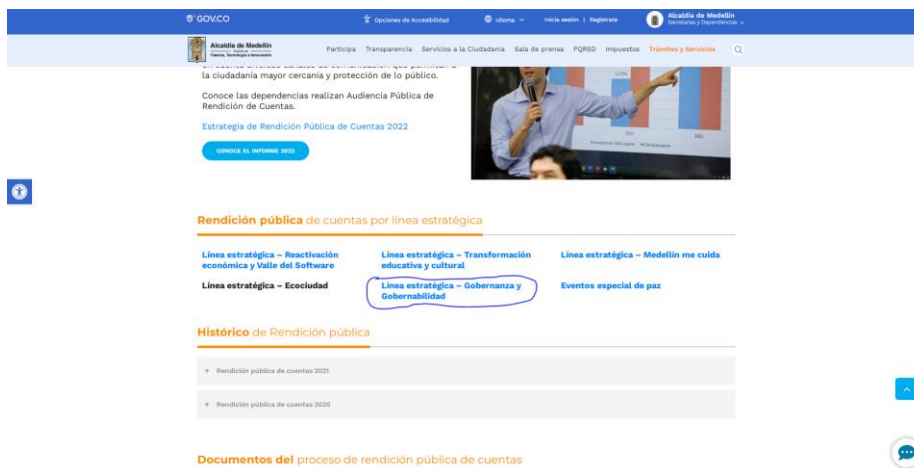 GOV.CO
Opciones de Accesibilidad
Idioma
Inicia sesión | Regístrate
Alcaldía de Medellín
Secretarías y Dependencias
Alcaldía de Medellín
Ciencia, Tecnología e Innovación
Participa Transparencia Servicios a la Ciudadanía Sala de prensa PQRSD Impuestos Trámites y Servicios
la ciudadanía mayor cercanía y protección de lo público.
Conoce las dependencias realizan Audiencia Pública de
Rendición de Cuentas.
Estrategia de Rendición Pública de Cuentas 2022
CONOCE EL INFORME 2022
Rendición pública de cuentas por línea estratégica
Línea estratégica – Reactivación
económica y Valle del Software
Línea estratégica – Transformación
educativa y cultural
Línea estratégica – Medellín me cuida
Línea estratégica – Ecociudad
Línea estratégica – Gobernanza y
Gobernabilidad
Eventos especial de paz
Histórico de Rendición pública
+ Rendición pública de cuentas 2021
+ Rendición pública de cuentas 2020
Documentos del proceso de rendición pública de cuentas